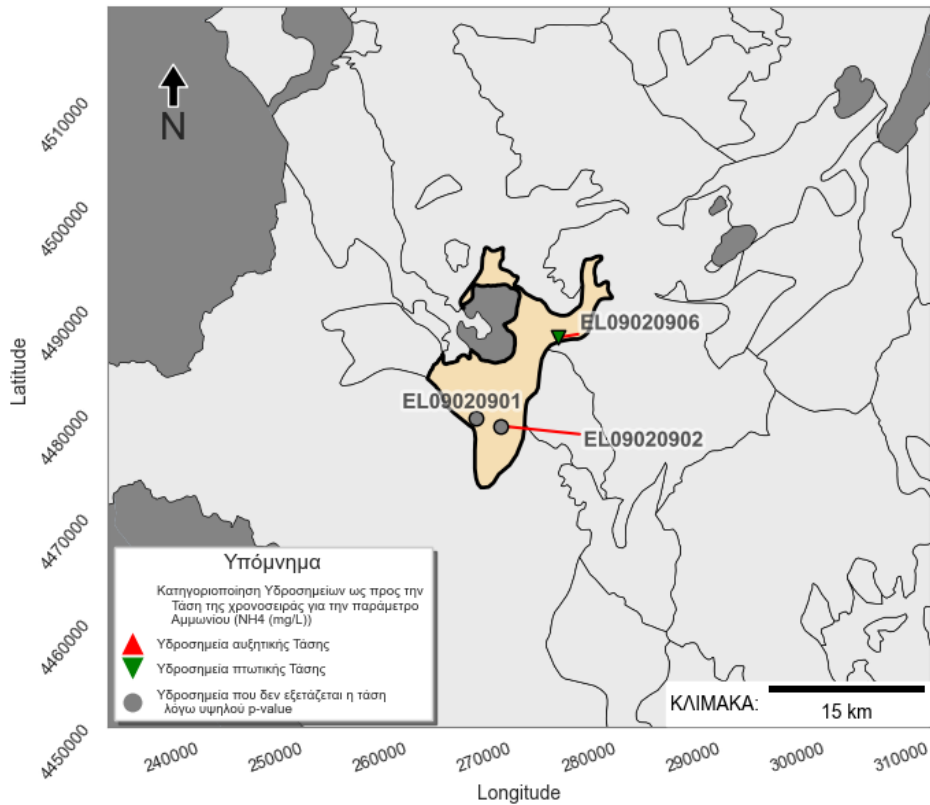 N
4510000
4500000
4490000
4480000
4470000
4460000
4450000
Latitude
EL09020906
EL09020901
EL09020902
Υπόμνημα
Κατηγοριοποίηση Υδροσημείων ως προς την
Τάση της χρονοσειράς για την παράμετρο
Αμμωνίου (NH4 (mg/L))
Υδροσημεία αυξητικής Τάσης
Υδροσημεία πτωτικής Τάσης
Υδροσημεία που δεν εξετάζεται η τάση
λόγω υψηλού p-value
ΚΛΙΜΑΚΑ:
15 km
240000 250000 260000 270000 280000 290000 300000 310000
Longitude